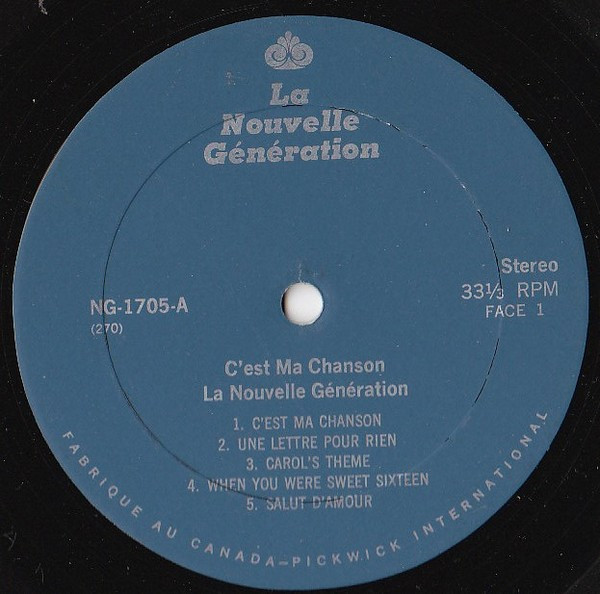 La
Nouvelle
Génération
Stereo
33⅓ RPM
FACE 1
NG-1705-A
(270)
C'est Ma Chanson
La Nouvelle Génération
1. C'EST MA CHANSON
2. UNE LETTRE POUR RIEN
3. CAROL'S THEME
4. WHEN YOU WERE SWEET SIXTEEN
5. SALUT D'AMOUR
FABRIQUE AU CANADA–PICKWICK INTERNATIONAL